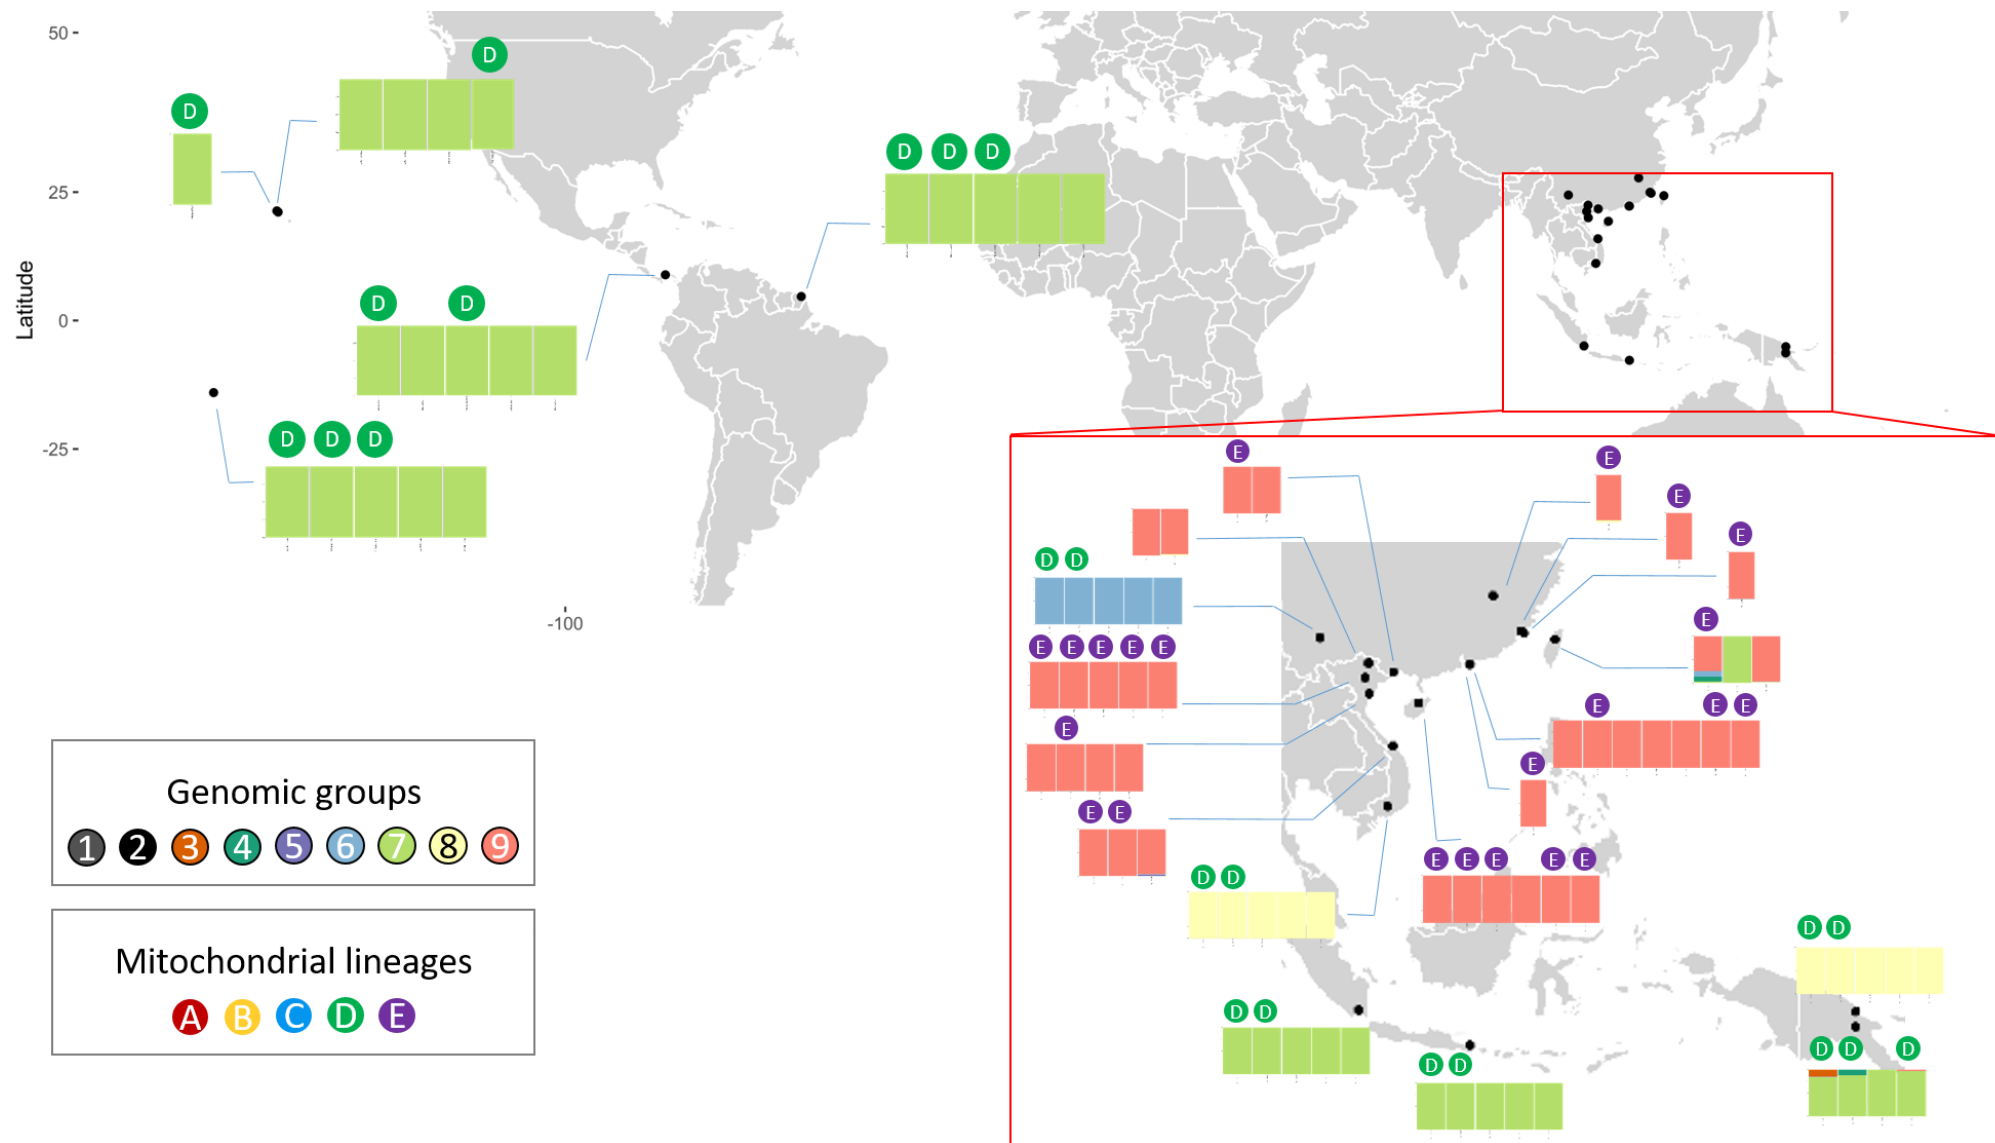 50
D
D
D D D
25
Latitude
0
D D
-25
D D D
-100
E
E
E
E
D D
E
E E E E E
E E E
E
E
E E
E E E E E
D D
D D
D D
D D
D D D
Genomic groups
1 2 3 4 5 6 7 8 9
Mitochondrial lineages
A B C D E